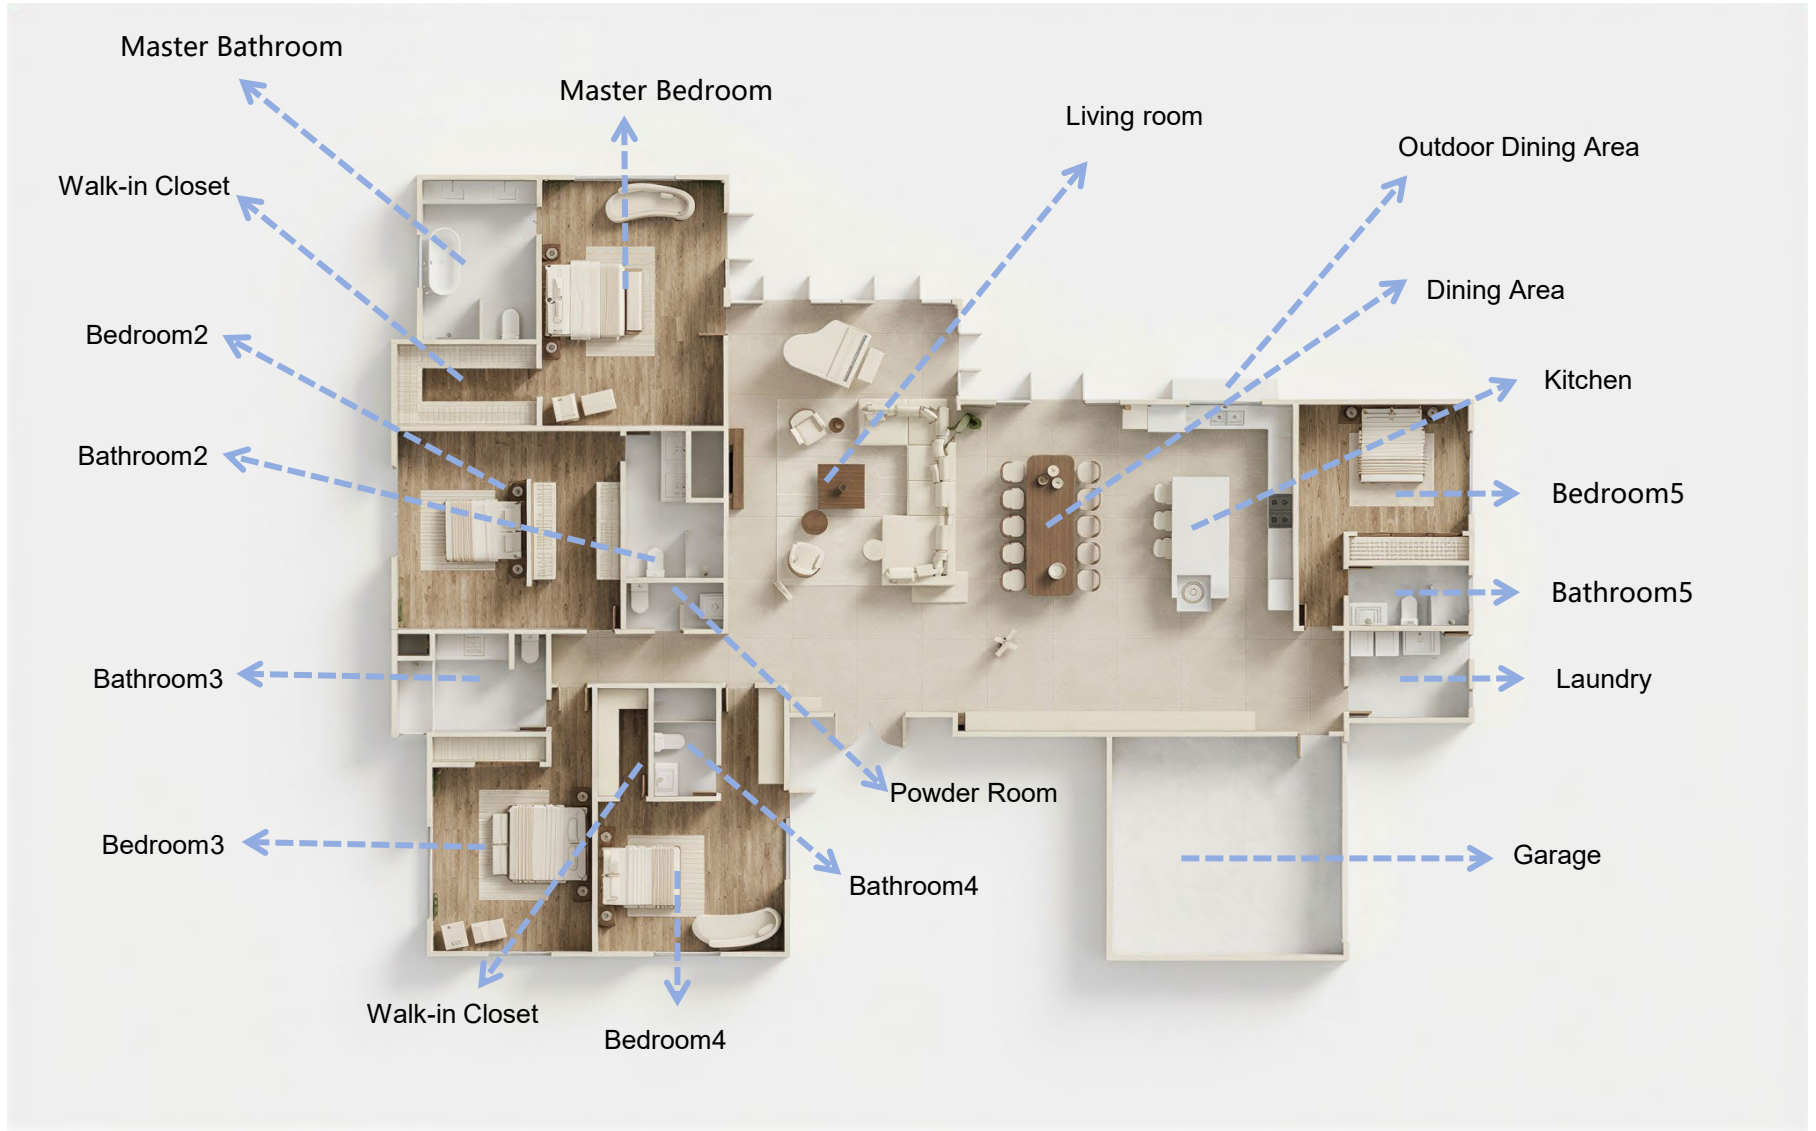 Master Bathroom
Master Bedroom
Living room
Outdoor Dining Area
Walk-in Closet
Dining Area
Bedroom2
Kitchen
Bathroom2
Bedroom5
Bathroom5
Bathroom3
Laundry
Powder Room
Bedroom3
Garage
Bathroom4
Walk-in Closet
Bedroom4